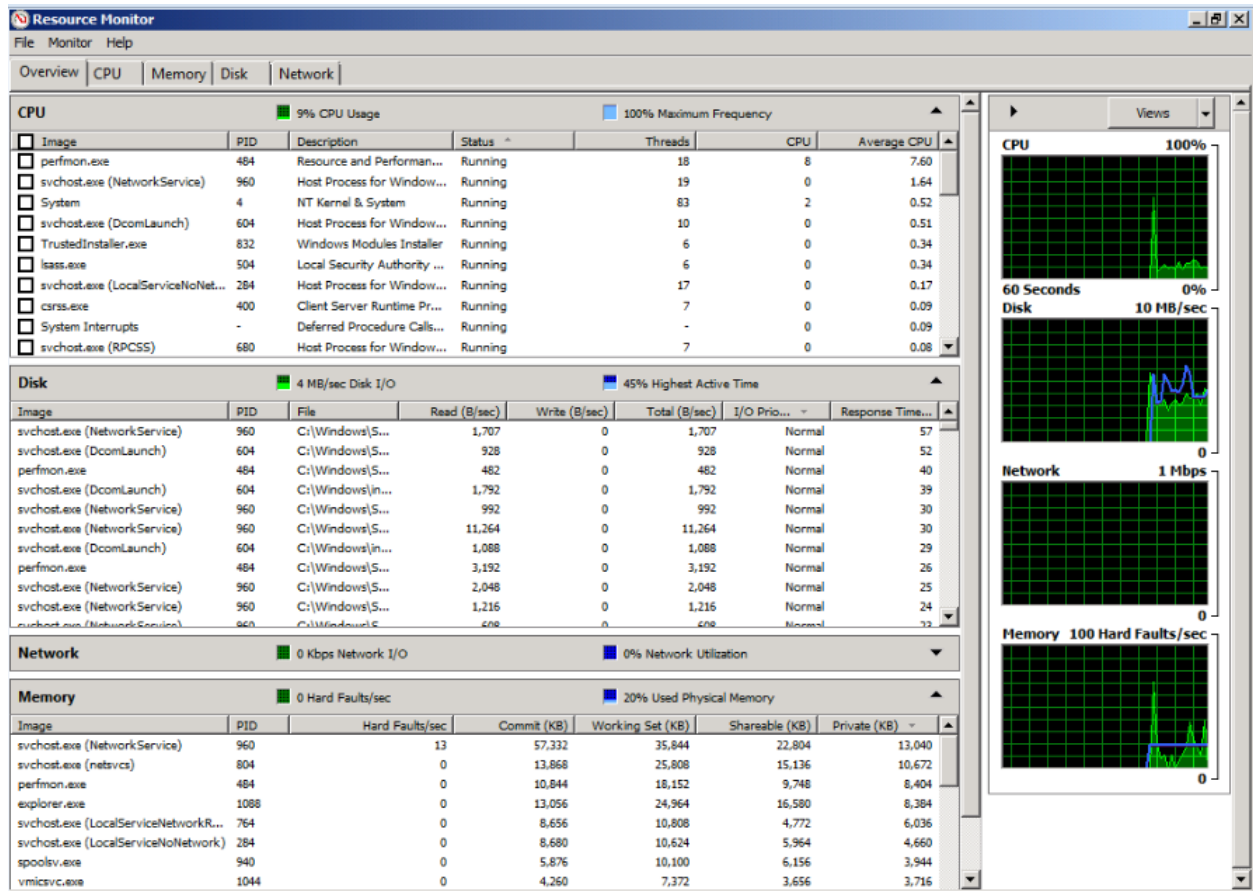 Resource Monitor
File Monitor Help
Overview CPU Memory Disk Network
CPU 9% CPU Usage 100% Maximum Frequency
Image PID Description Status Threads CPU Average CPU
perfmon.exe 484 Resource and Performan... Running 18 8 7.60
svchost.exe (NetworkService) 960 Host Process for Window... Running 19 0 1.64
System 4 NT Kernel & System Running 83 2 0.52
svchost.exe (DcomLaunch) 604 Host Process for Window... Running 10 0 0.51
TrustedInstaller.exe 832 Windows Modules Installer Running 6 0 0.34
lsass.exe 504 Local Security Authority ... Running 6 0 0.34
svchost.exe (LocalServiceNoNet... 284 Host Process for Window... Running 17 0 0.17
csrss.exe 400 Client Server Runtime Pr... Running 7 0 0.09
System Interrupts - Deferred Procedure Calls... Running - 0 0.09
svchost.exe (RPCSS) 680 Host Process for Window... Running 7 0 0.08
Disk 4 MB/sec Disk I/O 45% Highest Active Time
Image PID File Read (B/sec) Write (B/sec) Total (B/sec) I/O Prio... Response Time...
svchost.exe (NetworkService) 960 C:\Windows\S... 1,707 0 1,707 Normal 57
svchost.exe (DcomLaunch) 604 C:\Windows\S... 928 0 928 Normal 52
perfmon.exe 484 C:\Windows\S... 482 0 482 Normal 40
svchost.exe (DcomLaunch) 604 C:\Windows\in... 1,792 0 1,792 Normal 39
svchost.exe (NetworkService) 960 C:\Windows\S... 992 0 992 Normal 30
svchost.exe (NetworkService) 960 C:\Windows\S... 11,264 0 11,264 Normal 30
svchost.exe (DcomLaunch) 604 C:\Windows\in... 1,088 0 1,088 Normal 29
perfmon.exe 484 C:\Windows\S... 3,192 0 3,192 Normal 26
svchost.exe (NetworkService) 960 C:\Windows\S... 2,048 0 2,048 Normal 25
svchost.exe (NetworkService) 960 C:\Windows\S... 1,216 0 1,216 Normal 24
svchost.exe (NetworkService) 960 C:\Windows\S... 608 0 608 Normal 23
Network 0 Kbps Network I/O 0% Network Utilization
Memory 0 Hard Faults/sec 20% Used Physical Memory
Image PID Hard Faults/sec Commit (KB) Working Set (KB) Shareable (KB) Private (KB)
svchost.exe (NetworkService) 960 13 57,332 35,844 22,804 13,040
svchost.exe (netsvcs) 804 0 13,868 25,808 15,136 10,672
perfmon.exe 484 0 10,844 18,152 9,748 8,404
explorer.exe 1088 0 13,056 24,964 16,580 8,384
svchost.exe (LocalServiceNetworkR... 764 0 8,656 10,808 4,772 6,036
svchost.exe (LocalServiceNoNetwork) 284 0 8,680 10,624 5,964 4,660
spoolsv.exe 940 0 5,876 10,100 6,156 3,944
vmicsvc.exe 1044 0 4,260 7,372 3,656 3,716
Views
CPU 100%
60 Seconds 0%
Disk 10 MB/sec
0
Network 1 Mbps
0
Memory 100 Hard Faults/sec
0